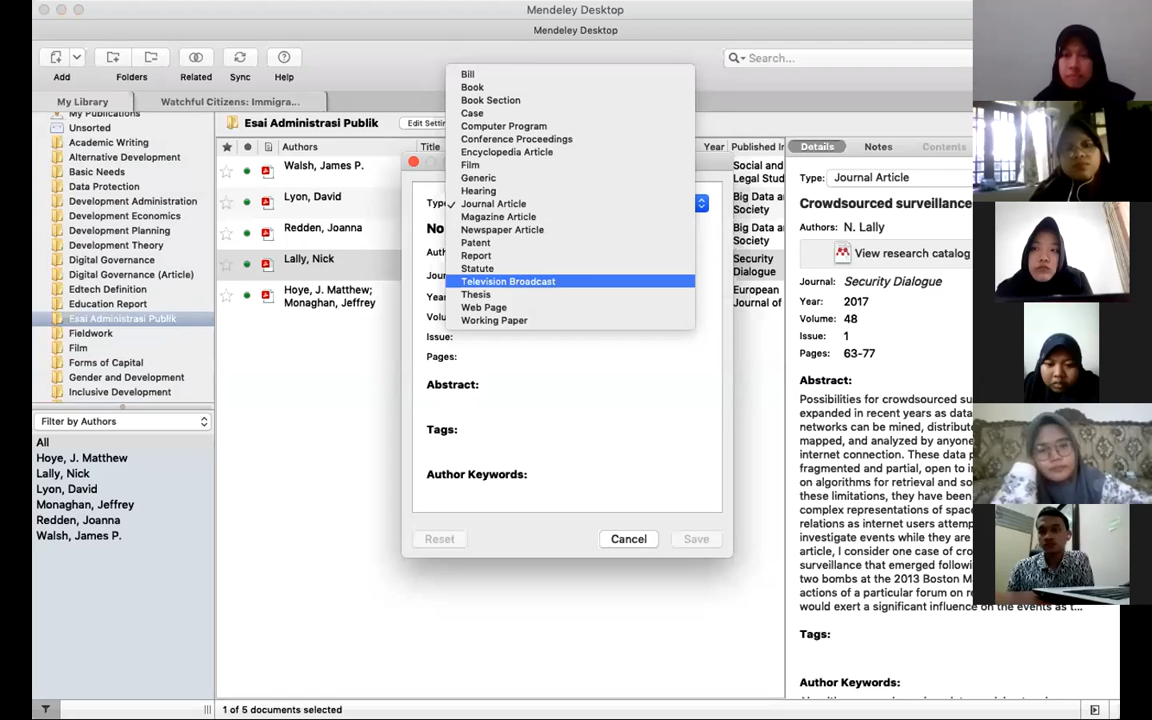 Mendeley Desktop
Mendeley Desktop
Add
Folders
Related
Sync
Help
Search...
My Library
Watchful Citizens: Immigra...
My Publications
Unsorted
Academic Writing
Alternative Development
Basic Needs
Data Protection
Development Administration
Development Economics
Development Planning
Development Theory
Digital Governance
Digital Governance (Article)
Edtech Definition
Education Report
Esai Administrasi Publik
Fieldwork
Film
Forms of Capital
Gender and Development
Inclusive Development
Filter by Authors
All
Hoye, J. Matthew
Lally, Nick
Lyon, David
Monaghan, Jeffrey
Redden, Joanna
Walsh, James P.
Esai Administrasi Publik
Edit Setti
Authors
Title
Year
Published In
Walsh, James P.
Social and
Legal Stud
Lyon, David
Big Data a
Society
Redden, Joanna
Big Data a
Society
Lally, Nick
Security
Dialogue
Hoye, J. Matthew;
Monaghan, Jeffrey
European
Journal of
Bill
Book
Book Section
Case
Computer Program
Conference Proceedings
Encyclopedia Article
Film
Generic
Hearing
✓ Journal Article
Magazine Article
Newspaper Article
Patent
Report
Statute
Television Broadcast
Thesis
Web Page
Working Paper
Type
No
Auth
Jour
Year
Volu
Issue:
Pages:
Abstract:
Tags:
Author Keywords:
Reset
Cancel
Save
Details
Notes
Contents
Type:
Journal Article
Crowdsourced surveillance
Authors: N. Lally
View research catalog
Journal: Security Dialogue
Year: 2017
Volume: 48
Issue: 1
Pages: 63-77
Abstract:
Possibilities for crowdsourced su
expanded in recent years as data
networks can be mined, distribut
mapped, and analyzed by anyone
internet connection. These data p
fragmented and partial, open to in
on algorithms for retrieval and so
these limitations, they have been
complex representations of space
relations as internet users attemp
investigate events while they are
article, I consider one case of cro
surveillance that emerged followi
two bombs at the 2013 Boston M
actions of a particular forum on re
would exert a significant influence on the events as t...
Tags:
Author Keywords:
1 of 5 documents selected